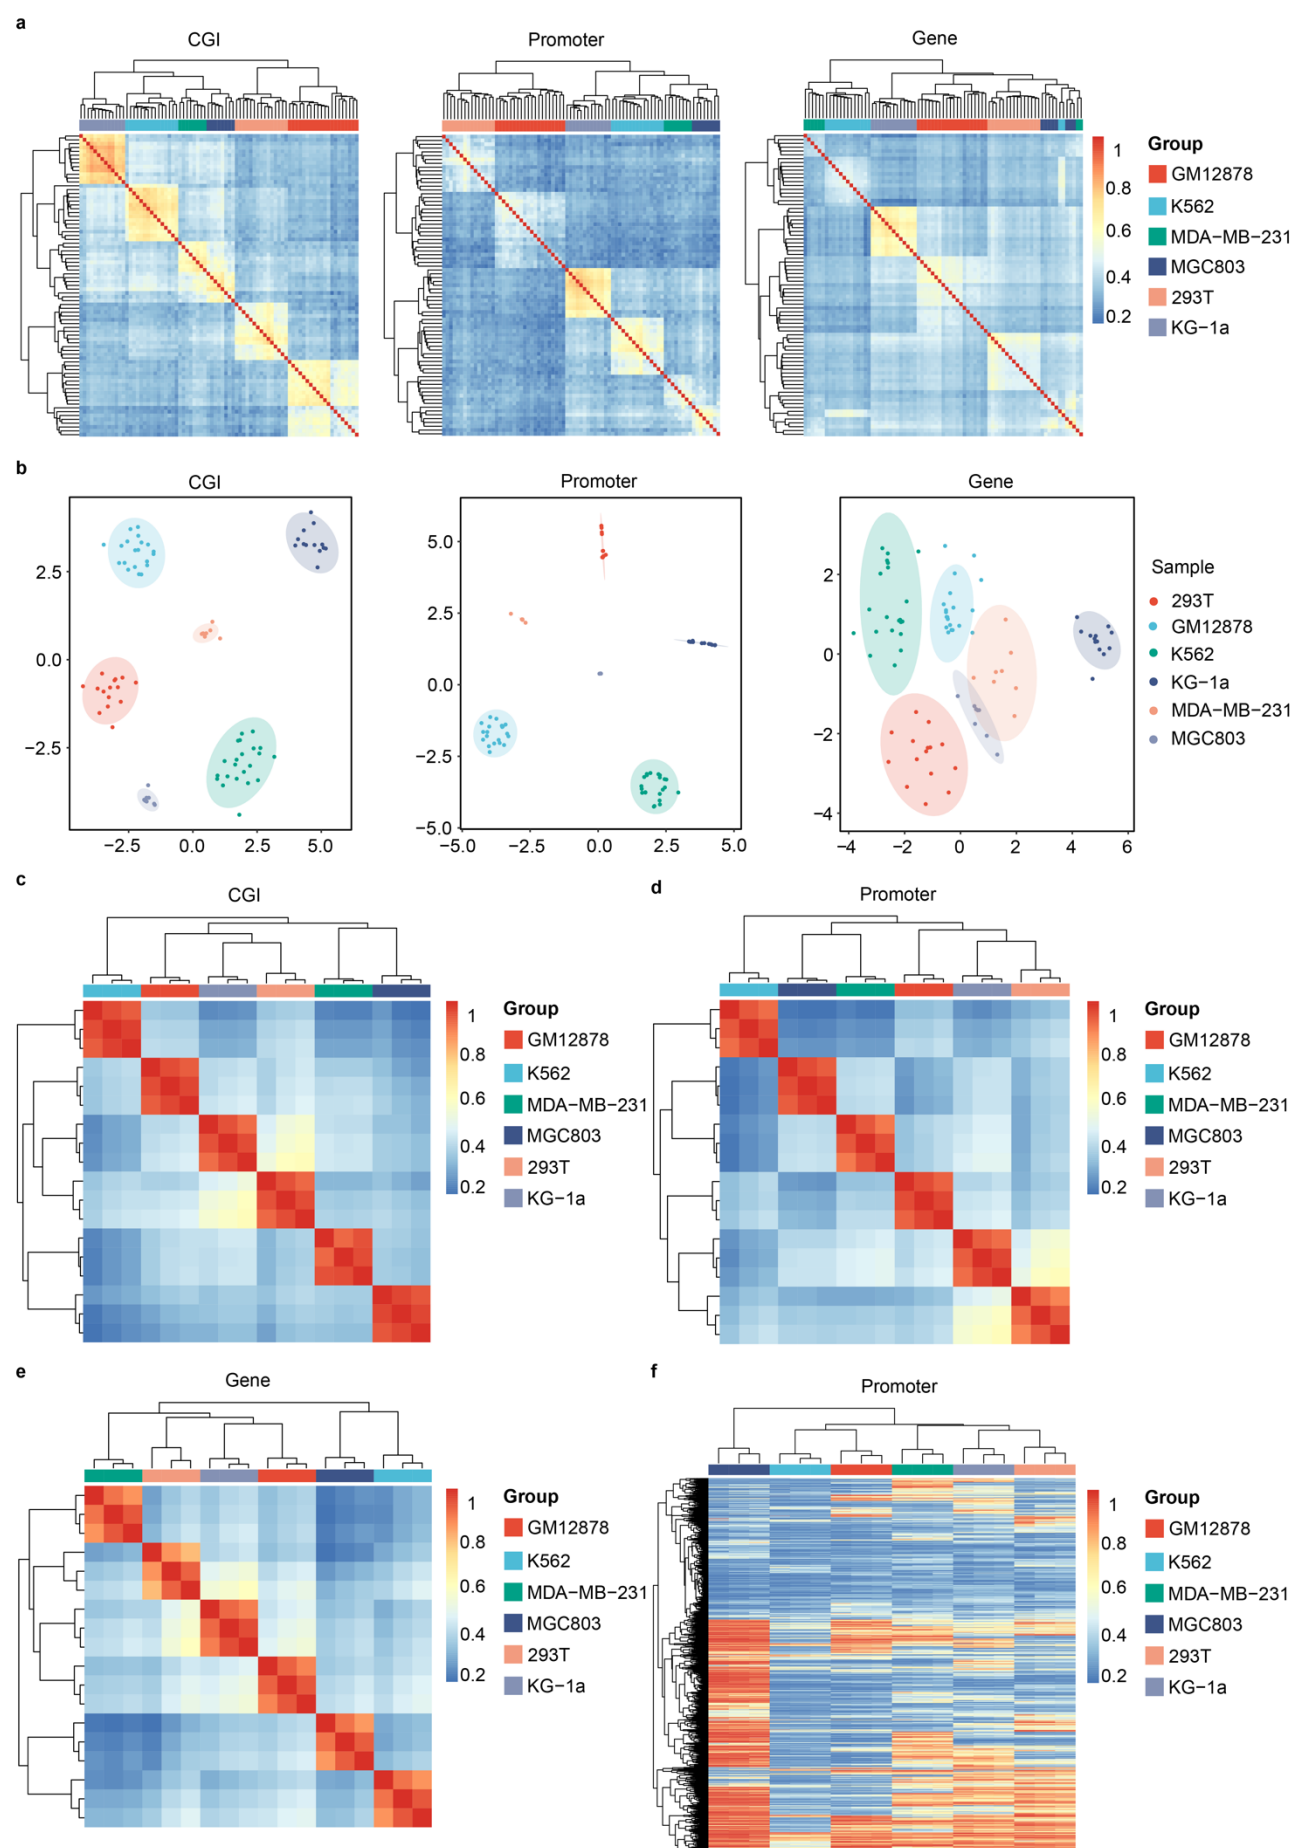 a
CGI
Promoter
Gene
1
0.8
0.6
0.4
0.2
Group
GM12878
K562
MDA−MB−231
MGC803
293T
KG−1a
b
CGI
Promoter
Gene
2.5
0.0
−2.5
−2.5
0.0
2.5
5.0
5.0
2.5
0.0
−2.5
−5.0
−5.0
−2.5
0.0
2.5
5.0
2
0
−2
−4
−4
−2
0
2
4
6
Sample
293T
GM12878
K562
KG−1a
MDA−MB−231
MGC803
c
CGI
1
0.8
0.6
0.4
0.2
Group
GM12878
K562
MDA−MB−231
MGC803
293T
KG−1a
d
Promoter
1
0.8
0.6
0.4
0.2
Group
GM12878
K562
MDA−MB−231
MGC803
293T
KG−1a
e
Gene
1
0.8
0.6
0.4
0.2
Group
GM12878
K562
MDA−MB−231
MGC803
293T
KG−1a
f
Promoter
1
0.8
0.6
0.4
0.2
Group
GM12878
K562
MDA−MB−231
MGC803
293T
KG−1a